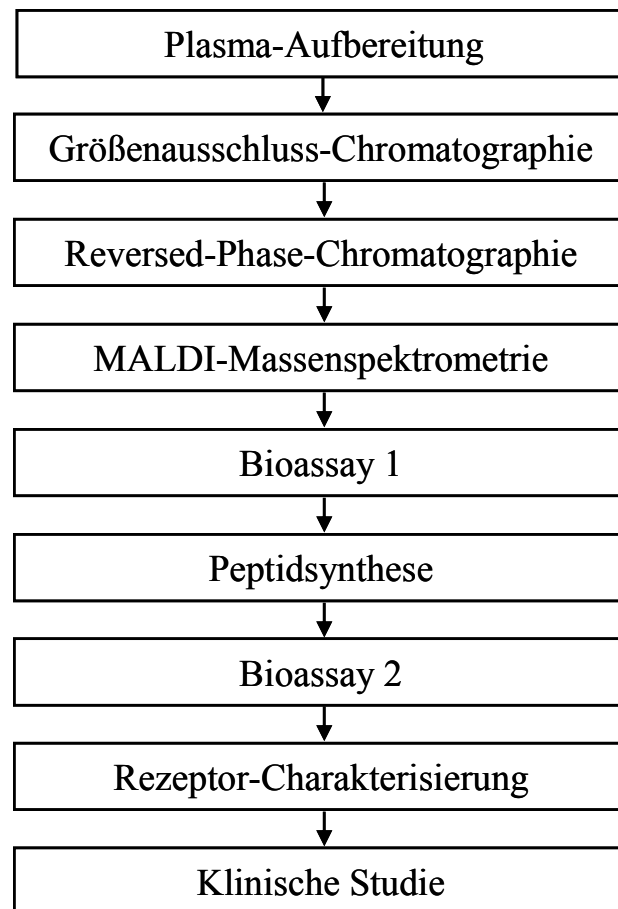 Plasma-Aufbereitung
Größenausschluss-Chromatographie
Reversed-Phase-Chromatographie
MALDI-Massenspektrometrie
Bioassay 1
Peptidsynthese
Bioassay 2
Rezeptor-Charakterisierung
Klinische Studie